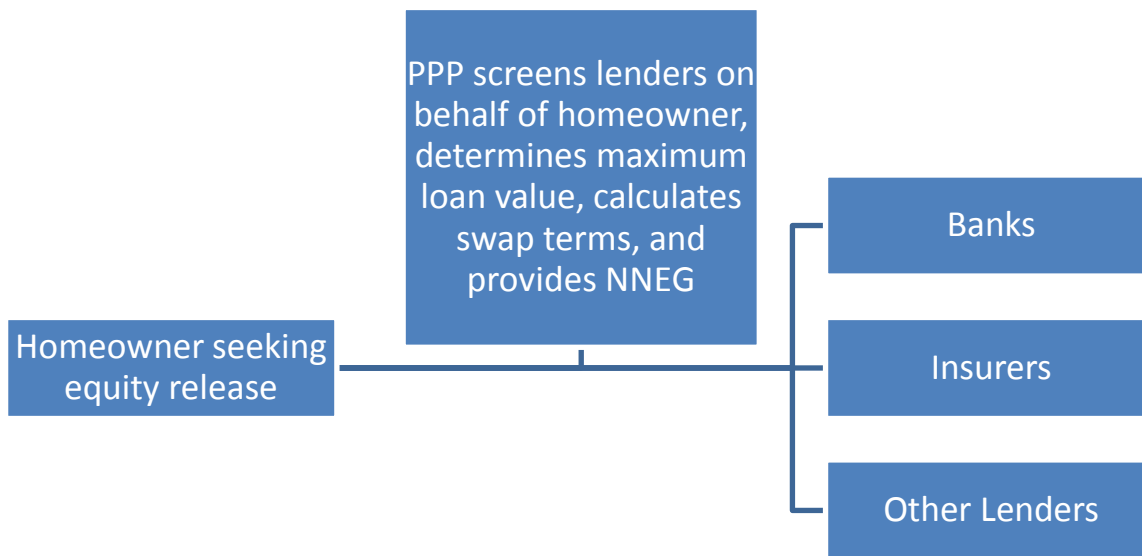 PPP screens lenders on
behalf of homeowner,
determines maximum
loan value, calculates
swap terms, and
provides NNEG
Homeowner seeking
equity release
Banks
Insurers
Other Lenders